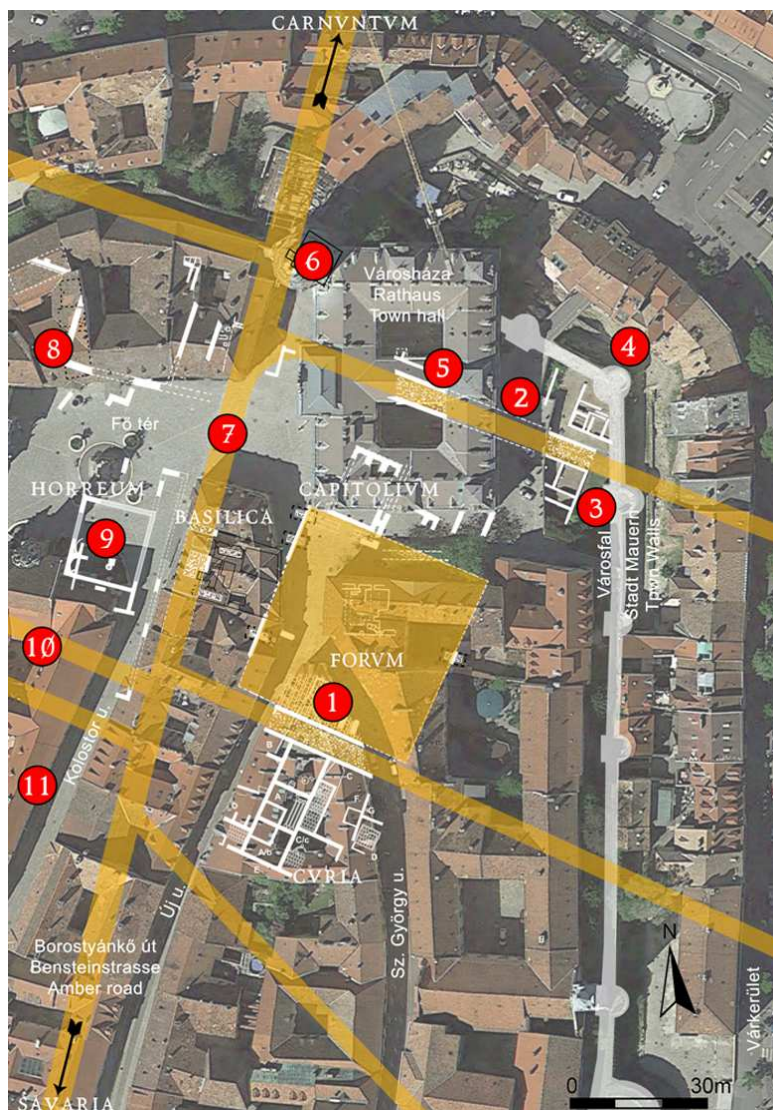 CARNVNTVM
6
Városháza
Rathaus
Town hall
8
5
4
2
Fő tér
7
HORREUM
CAPITOLIVM
BASILICA
3
9
Városfal
Stadt Mauern
Town Walls
10
FORVM
1
Kolostor u.
11
B
C
F
G
A/b
C/c
D
E
CVRIA
Új u.
Sz. György u.
Borostyánkő út
Bensteinstrasse
Amber road
N
Várkerület
0
30m
SAVARIA